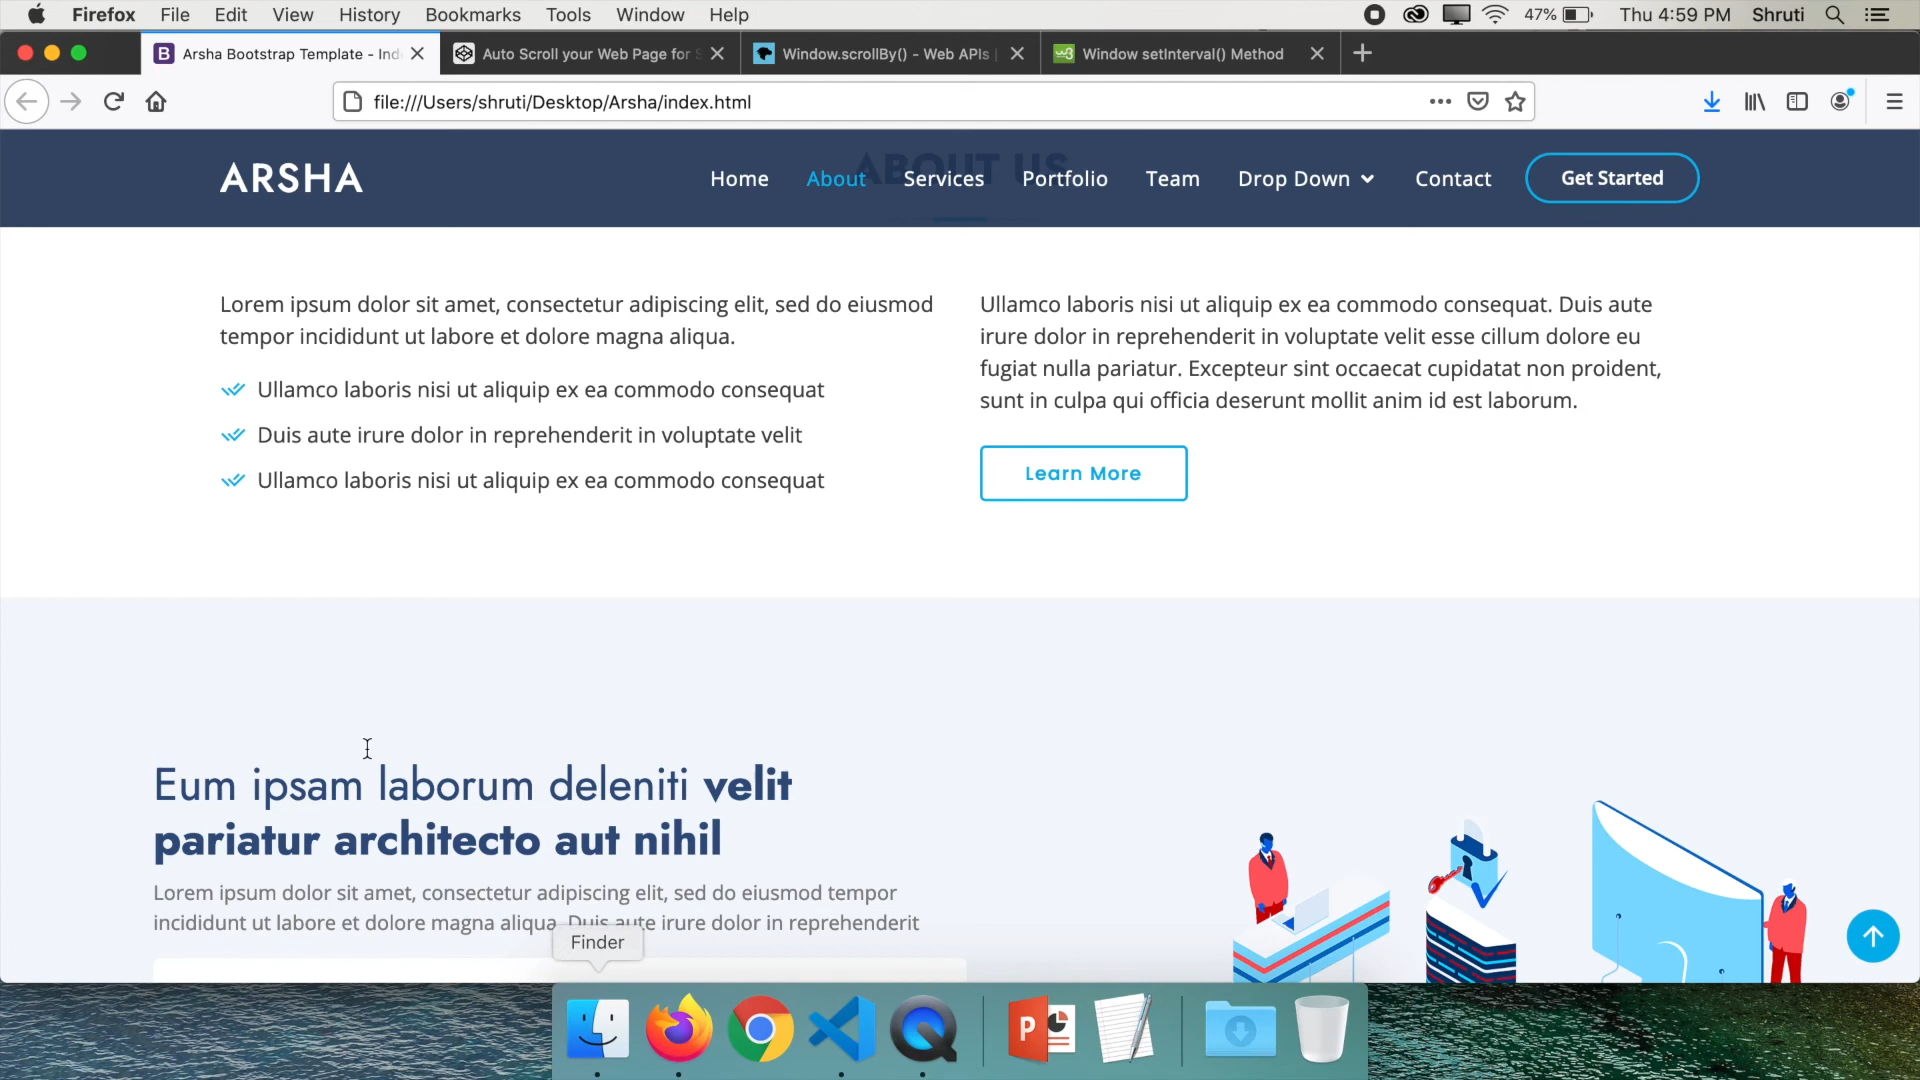 Firefox File Edit View History Bookmarks Tools Window Help 47% Thu 4:59 PM Shruti
Arsha Bootstrap Template - Ind Auto Scroll your Web Page for S Window.scrollBy() - Web APIs | Window setInterval() Method
file:///Users/shruti/Desktop/Arsha/index.html
ABOUT US
ARSHA Home About Services Portfolio Team Drop Down Contact Get Started
Lorem ipsum dolor sit amet, consectetur adipiscing elit, sed do eiusmod
tempor incididunt ut labore et dolore magna aliqua.
Ullamco laboris nisi ut aliquip ex ea commodo consequat
Duis aute irure dolor in reprehenderit in voluptate velit
Ullamco laboris nisi ut aliquip ex ea commodo consequat
Ullamco laboris nisi ut aliquip ex ea commodo consequat. Duis aute
irure dolor in reprehenderit in voluptate velit esse cillum dolore eu
fugiat nulla pariatur. Excepteur sint occaecat cupidatat non proident,
sunt in culpa qui officia deserunt mollit anim id est laborum.
Learn More
Eum ipsam laborum deleniti velit
pariatur architecto aut nihil
Lorem ipsum dolor sit amet, consectetur adipiscing elit, sed do eiusmod tempor
incididunt ut labore et dolore magna aliqua. Duis aute irure dolor in reprehenderit
Finder